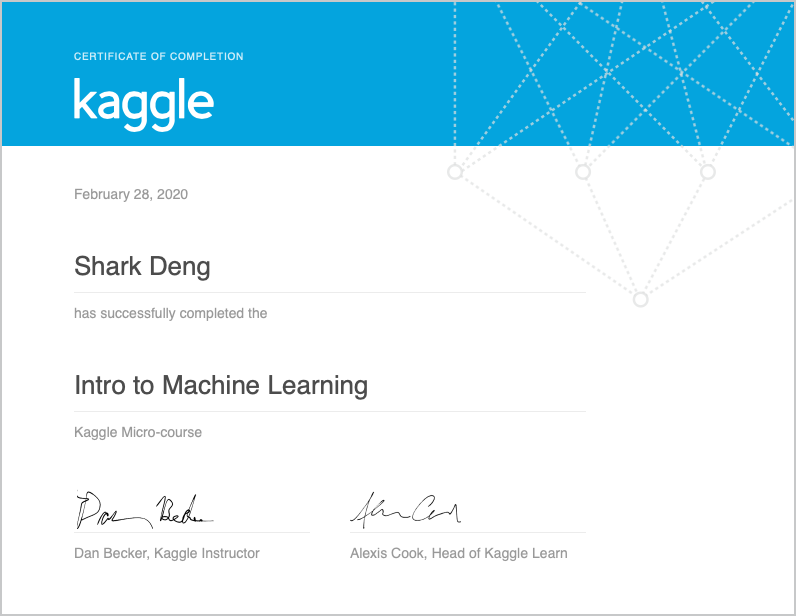 CERTIFICATE OF COMPLETION
kaggle
February 28, 2020
Shark Deng
has successfully completed the
Intro to Machine Learning
Kaggle Micro-course
Dan Becker
Alexis Cook
Dan Becker, Kaggle Instructor
Alexis Cook, Head of Kaggle Learn